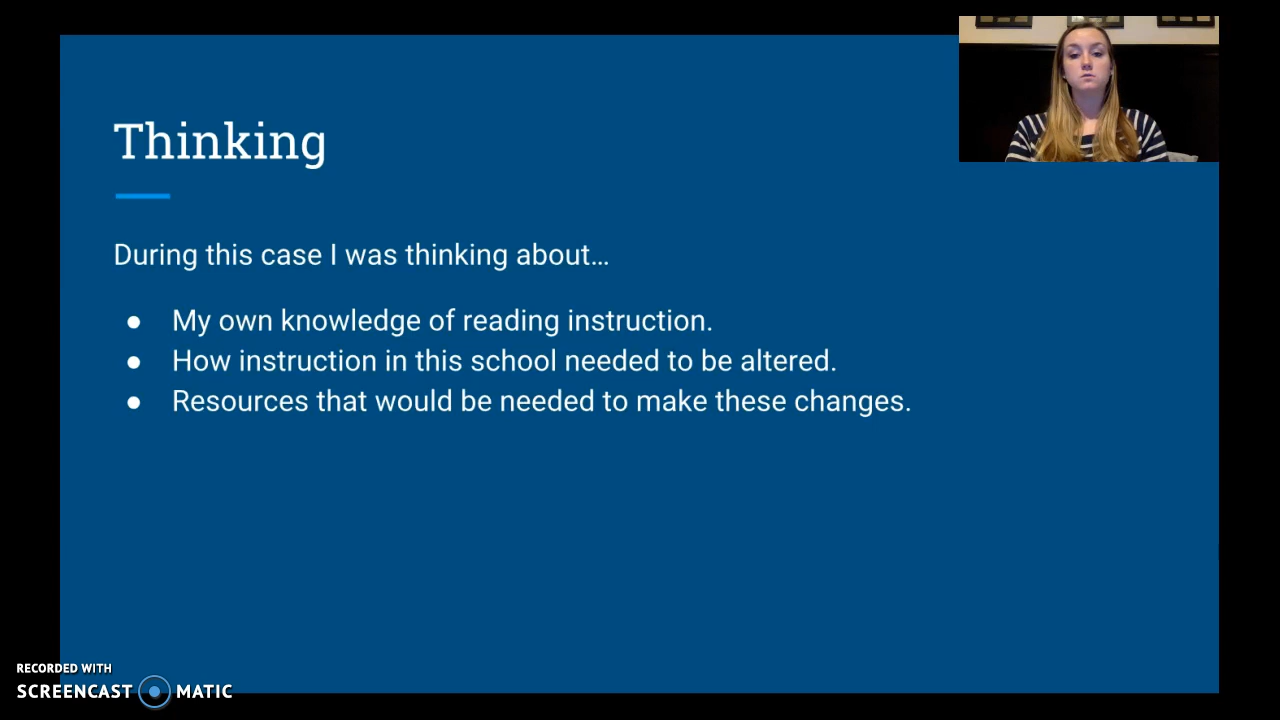 Thinking
During this case I was thinking about…
● My own knowledge of reading instruction.
● How instruction in this school needed to be altered.
● Resources that would be needed to make these changes.
RECORDED WITH
SCREENCAST MATIC